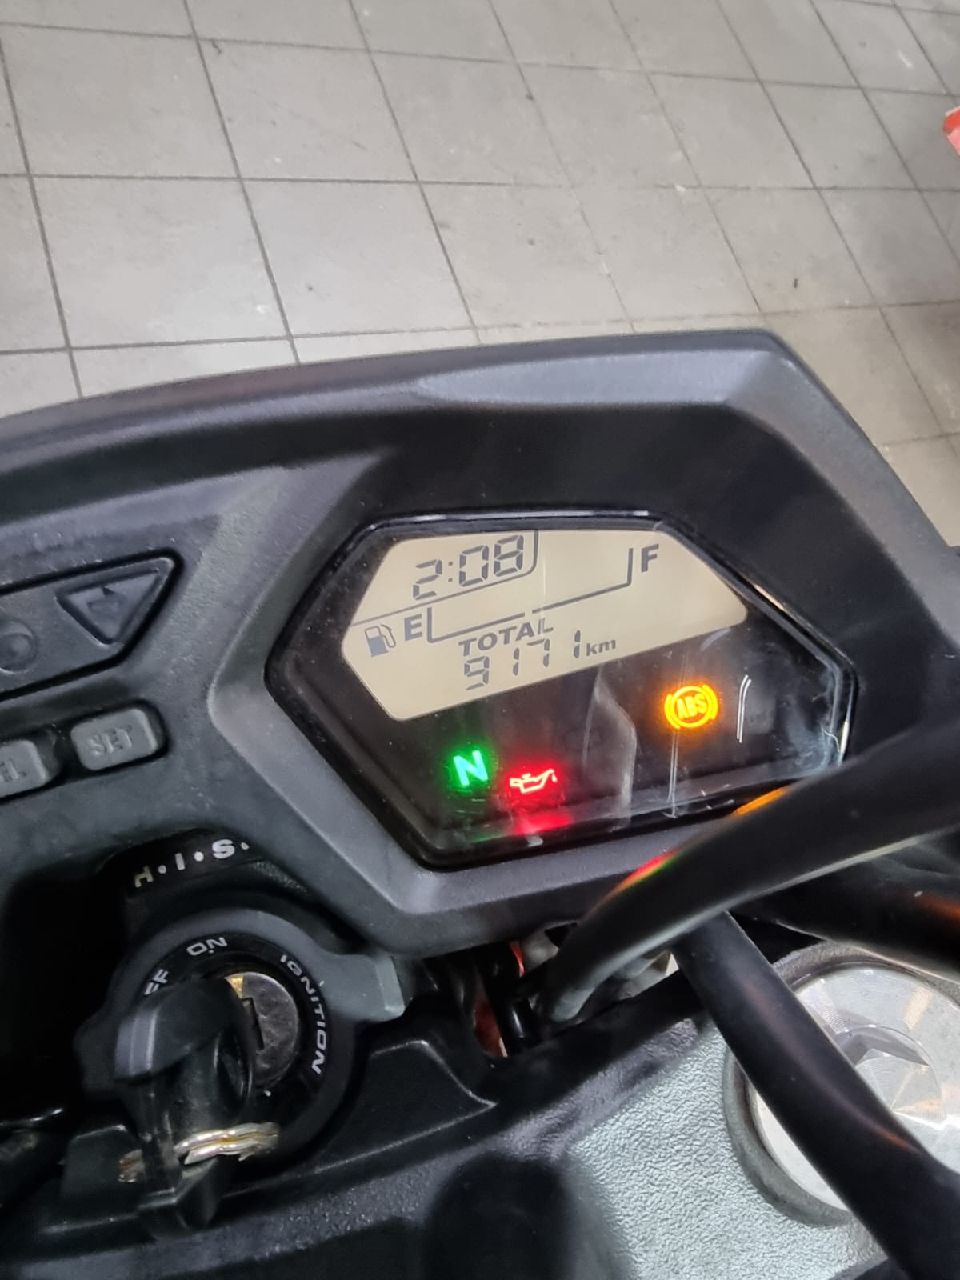 2:08
E F
TOTAL
9171 km
ABS
N
SET
H.I.S.
ON
IGNITION